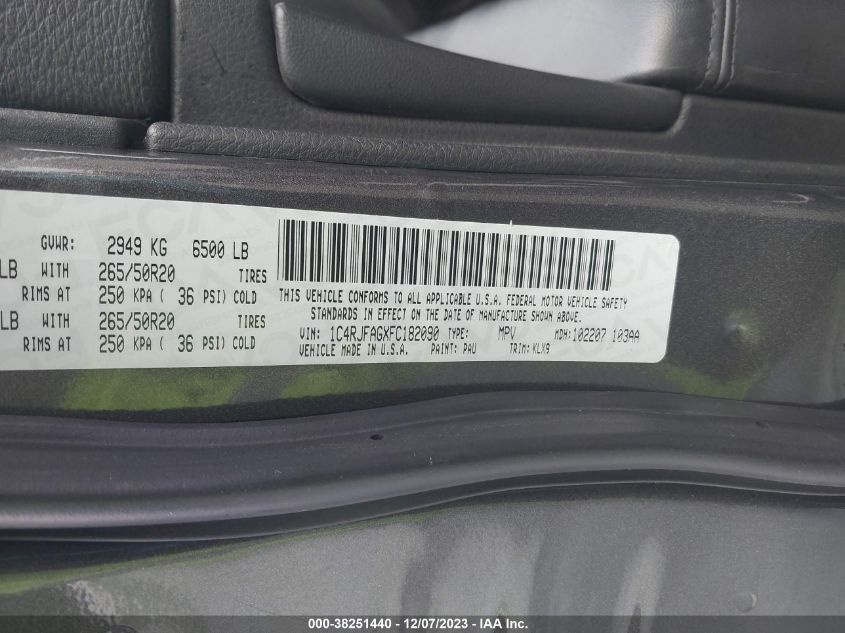 GVWR: 2949 KG 6500 LB
LB WITH 265/50R20 TIRES
RIMS AT 250 KPA ( 36 PSI) COLD
LB WITH 265/50R20 TIRES
RIMS AT 250 KPA ( 36 PSI) COLD
THIS VEHICLE CONFORMS TO ALL APPLICABLE U.S.A. FEDERAL MOTOR VEHICLE SAFETY
STANDARDS IN EFFECT ON THE DATE OF MANUFACTURE SHOWN ABOVE.
VIN: 1C4RJFAGXFC182090 TYPE: MPV MDH: 102207 103AA
VEHICLE MADE IN U.S.A. PAINT: PAU TRIM: KLX9
000-38251440 - 12/07/2023 - IAA Inc.